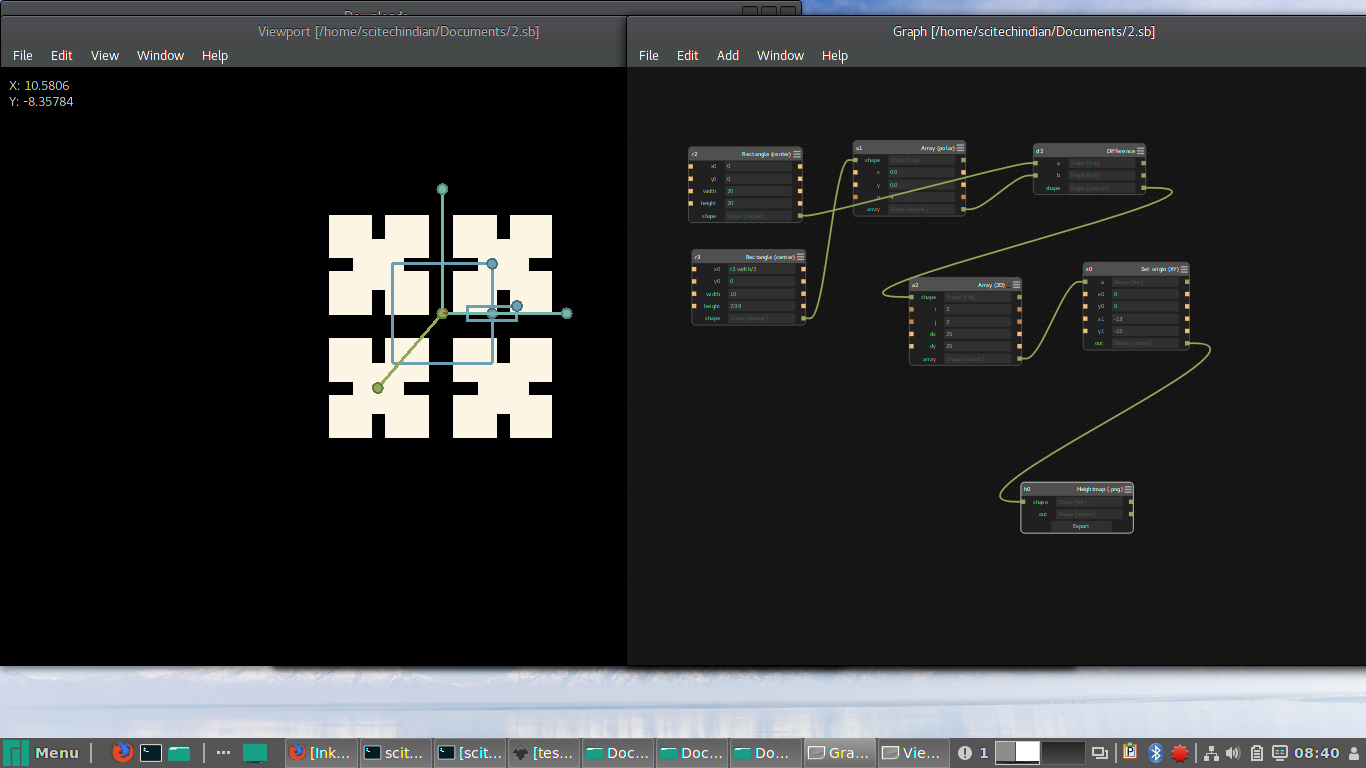 Downloads
Viewport [/home/scitechindian/Documents/2.sb]
File Edit View Window Help
X: 10.5806
Y: -8.35784
Graph [/home/scitechindian/Documents/2.sb]
File Edit Add Window Help
r2 Rectangle (center)
x0 0
y0 0
width 20
height 20
shape Shape [output]
a1 Array (polar)
shape Shape [link]
x 0.0
y 0.0
array Shape [output]
d2 Difference
a Shape [link]
b Shape [link]
shape Shape [output]
r3 Rectangle (center)
x0 r2.width/2
y0 0
width 10
height 2.9.8
shape Shape [output]
a2 Array (2D)
shape Shape [link]
i 2
j 2
dx 25
dy 25
array Shape [output]
s0 Set origin (XY)
a Shape [link]
x0 0
y0 0
x1 -13
y1 -15
out Shape [output]
h0 Heightmap (.png)
shape Shape [link]
out Shape [output]
Export
Menu [Ink... scit... [scit... [tes... Doc... Doc... Do... Gra... Vie... 1 08:40